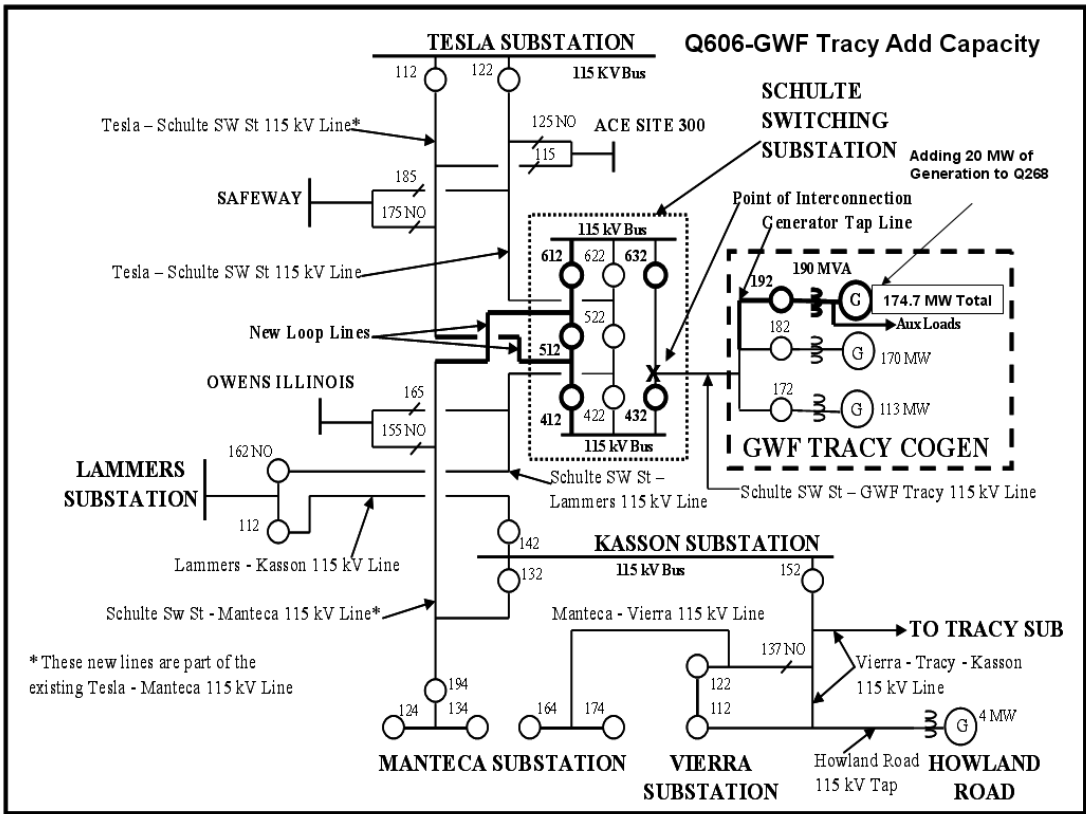 TESLA SUBSTATION
Q606-GWF Tracy Add Capacity
112
122
115 KV Bus
SCHULTE
SWITCHING
SUBSTATION
Tesla – Schulte SW St 115 kV Line*
125 NO
ACE SITE 300
115
Adding 20 MW of
Generation to Q268
185
SAFEWAY
175 NO
Point of Interconnection
Generator Tap Line
115 kV Bus
612
622
632
190 MVA
192
G
174.7 MW Total
Aux Loads
Tesla – Schulte SW St 115 kV Line
New Loop Lines
522
512
182
G
170 MW
X
OWENS ILLINOIS
165
155 NO
412
422
432
172
G
113 MW
115 kV Bus
GWF TRACY COGEN
162 NO
LAMMERS
SUBSTATION
Schulte SW St –
Lammers 115 kV Line
Schulte SW St – GWF Tracy 115 kV Line
112
142
Lammers - Kasson 115 kV Line
KASSON SUBSTATION
115 kV Bus
132
152
Schulte Sw St - Manteca 115 kV Line*
Manteca - Vierra 115 kV Line
TO TRACY SUB
137 NO
* These new lines are part of the
existing Tesla - Manteca 115 kV Line
Vierra - Tracy - Kasson
115 kV Line
122
194
112
124
134
164
174
G
4 MW
MANTECA SUBSTATION
VIERRA
SUBSTATION
Howland Road
115 kV Tap
HOWLAND
ROAD